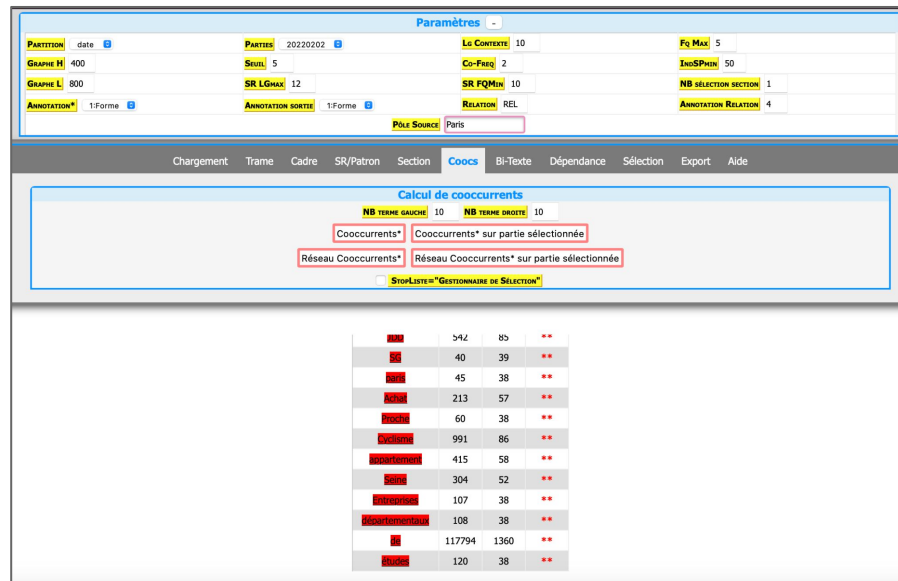 Paramètres -
Partition date Parties 20220202 Lg Contexte 10 Fq Max 5
Graphe H 400 Seuil 5 Co-Freq 2 IndSPmin 50
Graphe L 800 SR LGmax 12 SR FQMin 10 NB sélection section 1
Annotation* 1:Forme Annotation sortie 1:Forme Relation REL Annotation Relation 4
Pôle Source Paris
Chargement Trame Cadre SR/Patron Section Coocs Bi-Texte Dépendance Sélection Export Aide
Calcul de cooccurrents
NB terme gauche 10 NB terme droite 10
Cooccurrents* Cooccurrents* sur partie sélectionnée
Réseau Cooccurrents* Réseau Cooccurrents* sur partie sélectionnée
StopListe="Gestionnaire de Sélection"
JDD 542 85 **
SG 40 39 **
paris 45 38 **
Achat 213 57 **
Proche 60 38 **
Cyclisme 991 86 **
appartement 415 58 **
Seine 304 52 **
Entreprises 107 38 **
départementaux 108 38 **
de 117794 1360 **
études 120 38 **